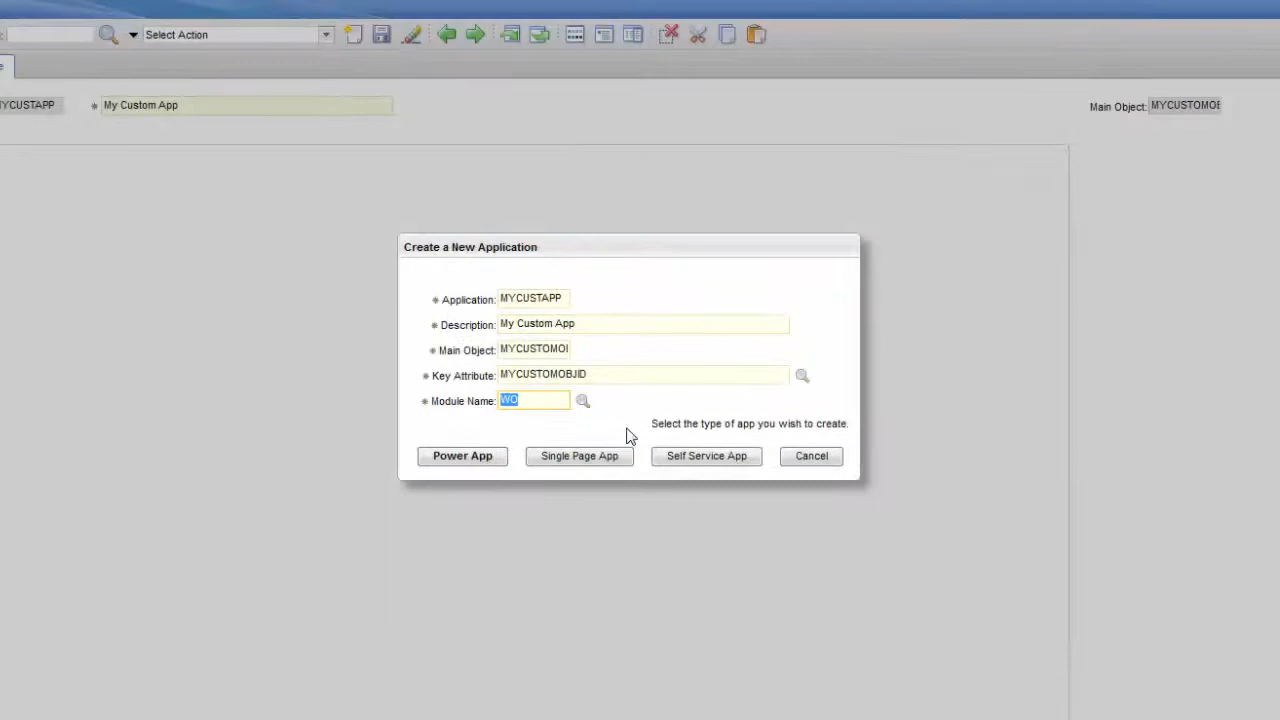 Select Action
e
YCUSTAPP * My Custom App Main Object: MYCUSTOMO
Create a New Application
* Application: MYCUSTAPP
* Description: My Custom App
* Main Object: MYCUSTOMO
* Key Attribute: MYCUSTOMOBJID
* Module Name: WO
Select the type of app you wish to create.
Power App Single Page App Self Service App Cancel